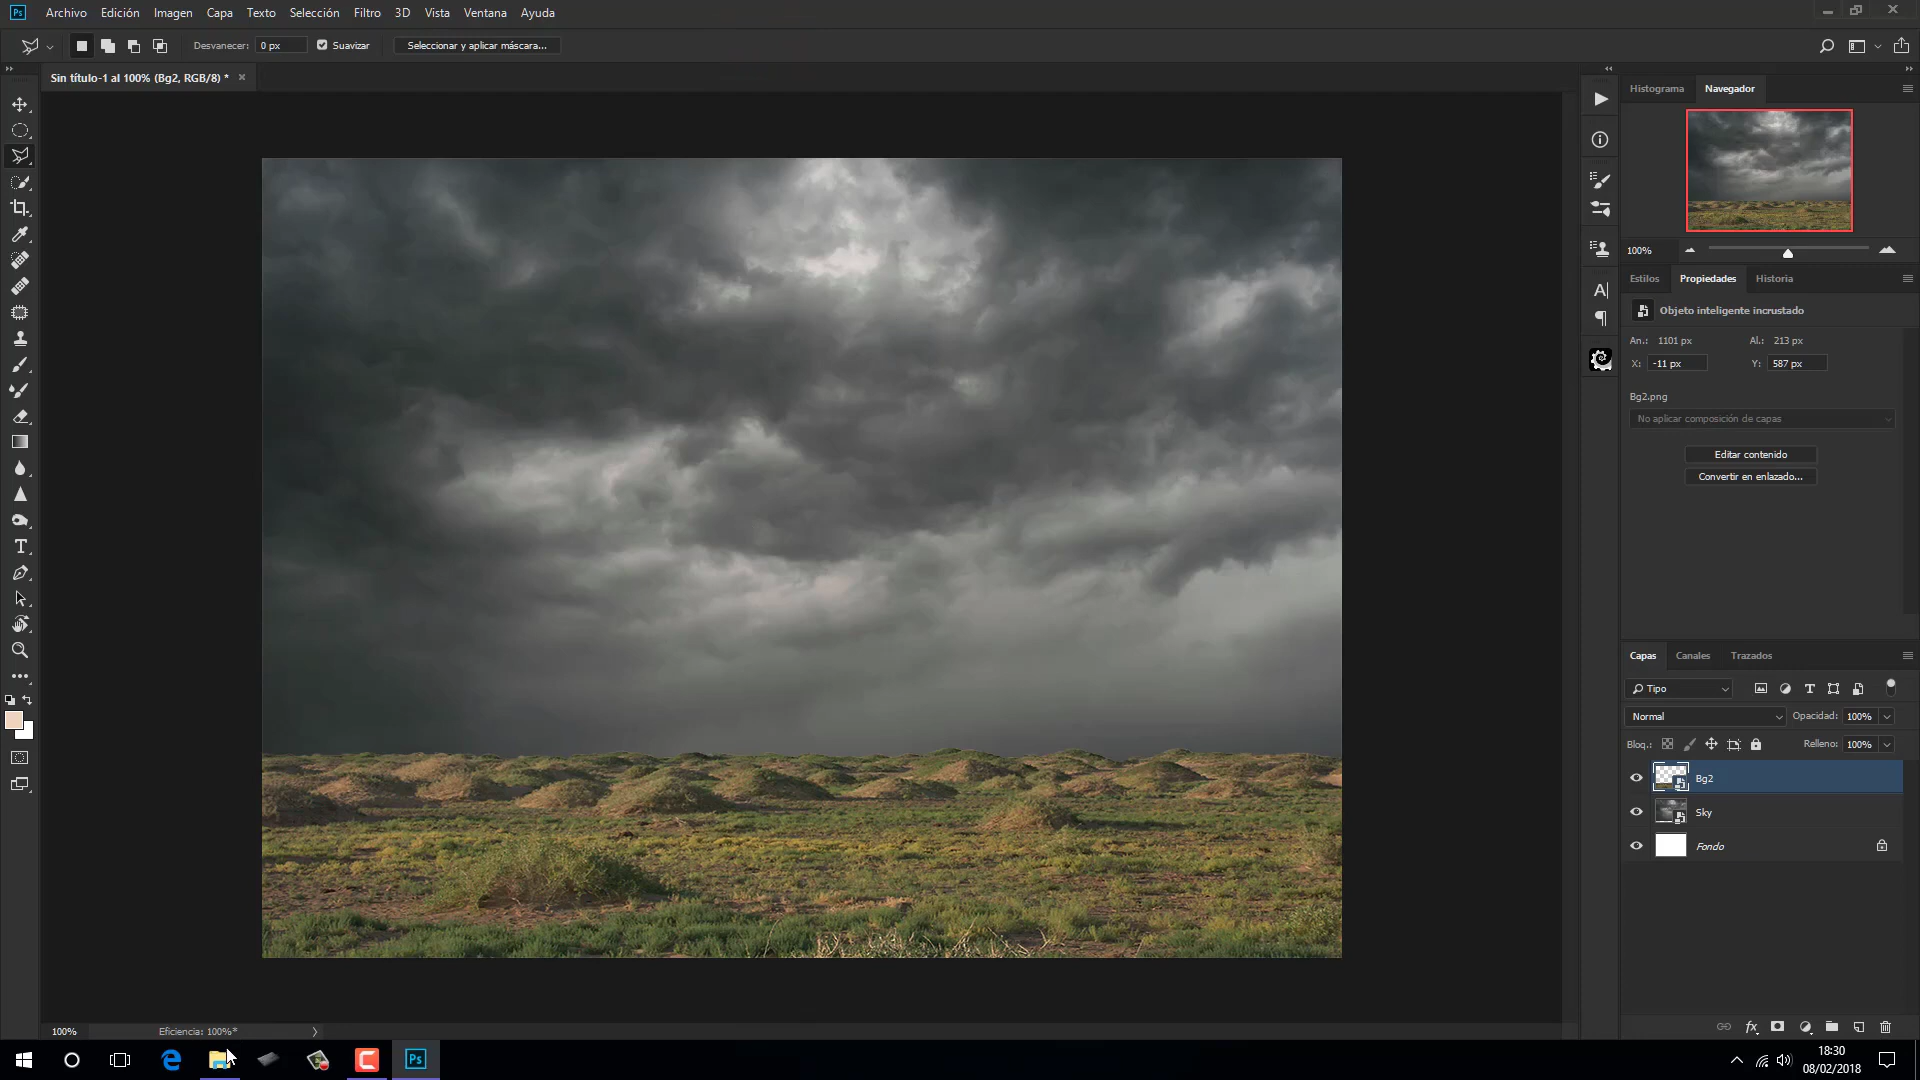 Ps Archivo Edición Imagen Capa Texto Selección Filtro 3D Vista Ventana Ayuda
Desvanecer: 0 px Suavizar Seleccionar y aplicar máscara...
Sin título-1 al 100% (Bg2, RGB/8) *
Histograma Navegador
100%
Estilos Propiedades Historia
Objeto inteligente incrustado
An.: 1101 px Al.: 213 px
X: -11 px Y: 587 px
Bg2.png
No aplicar composición de capas
Editar contenido
Convertir en enlazado...
Capas Canales Trazados
Tipo
Normal Opacidad: 100%
Bloq.: Relleno: 100%
Bg2
Sky
Fondo
100% Eficiencia: 100%*
Ps
18:30
08/02/2018